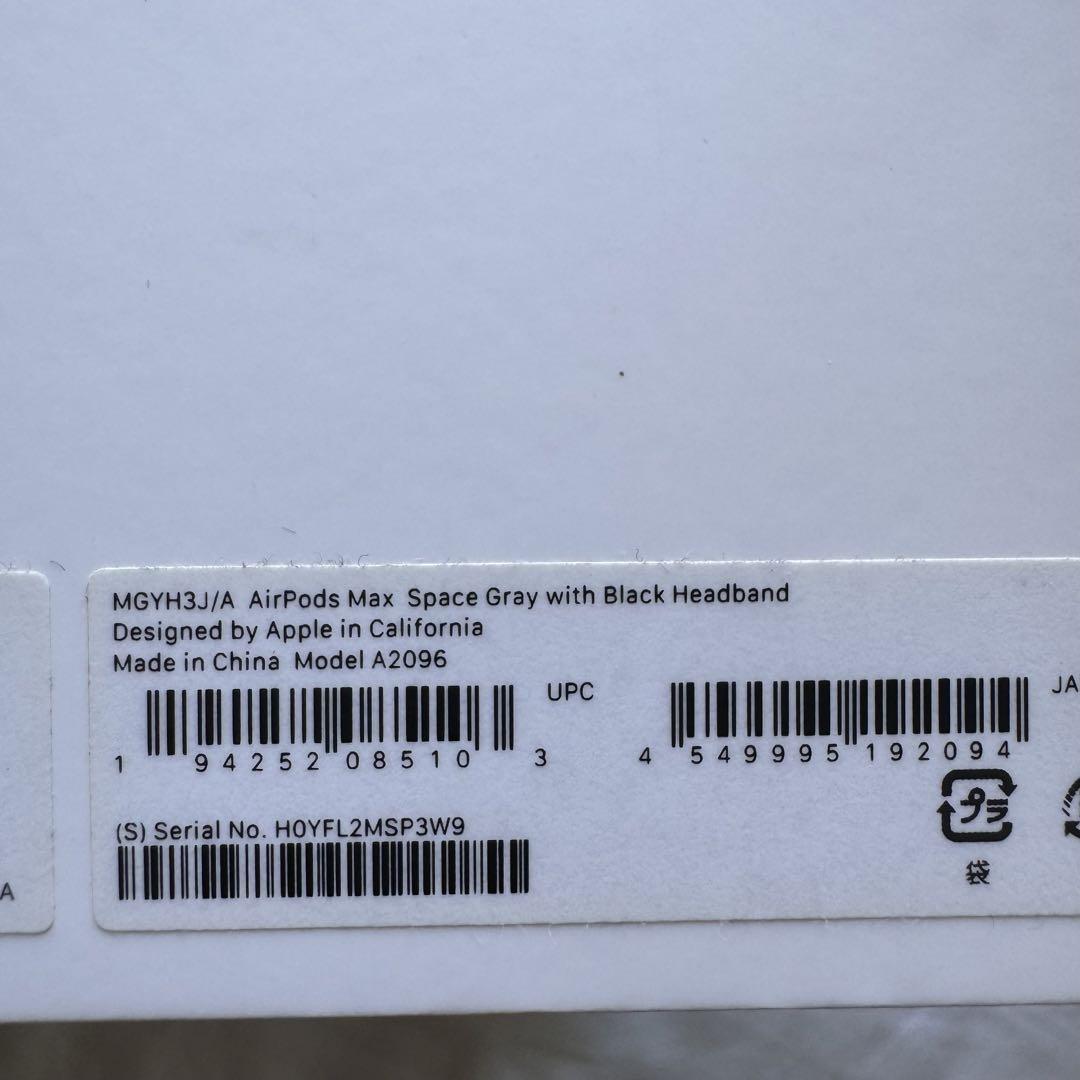 MGYH3J/A AirPods Max Space Gray with Black Headband
Designed by Apple in California
Made in China Model A2096
UPC
JA
1 94252 08510 3
4 549995 192094
プラ
袋
(S) Serial No. H0YFL2MSP3W9
A